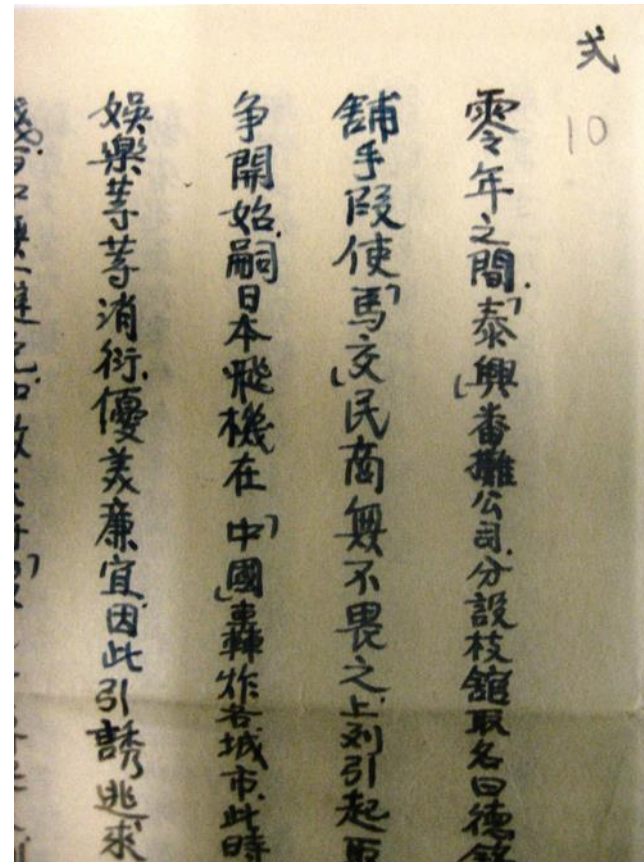 弍
10
零年之間.「泰」興番攤公司.分設枝舘取名曰德
舖手段使「馬」交民商無不畏之.上列引起
争開始.嗣日本飛機在「中國」轟炸各城市.此時
娛樂等等消衍.優美廉宜.因此引誘逃來